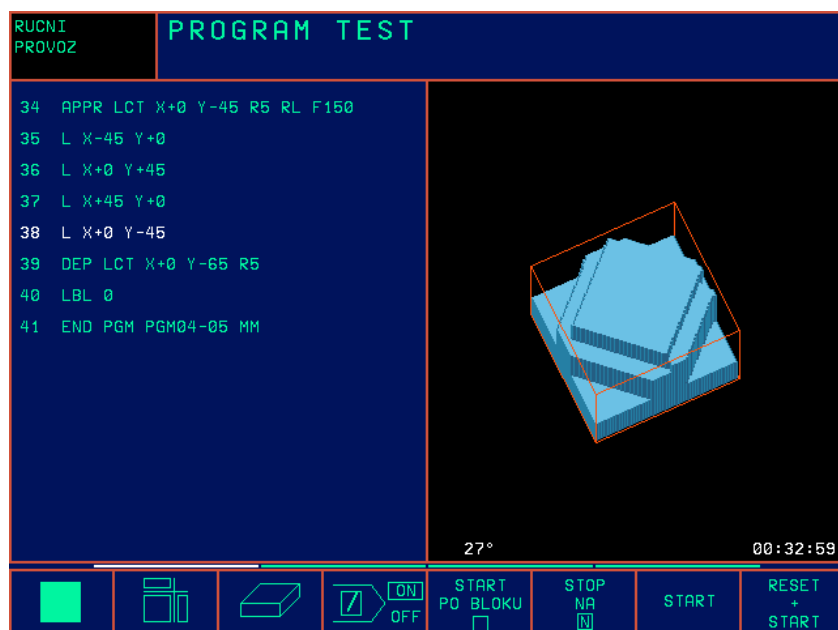 RUCNI
PROVOZ
PROGRAM TEST
34 APPR LCT X+0 Y-45 R5 RL F150
35 L X-45 Y+0
36 L X+0 Y+45
37 L X+45 Y+0
38 L X+0 Y-45
39 DEP LCT X+0 Y-65 R5
40 LBL 0
41 END PGM PGM04-05 MM
27°
00:32:59
ON
OFF
START
PO BLOKU
STOP
NA
N
START
RESET
+
START